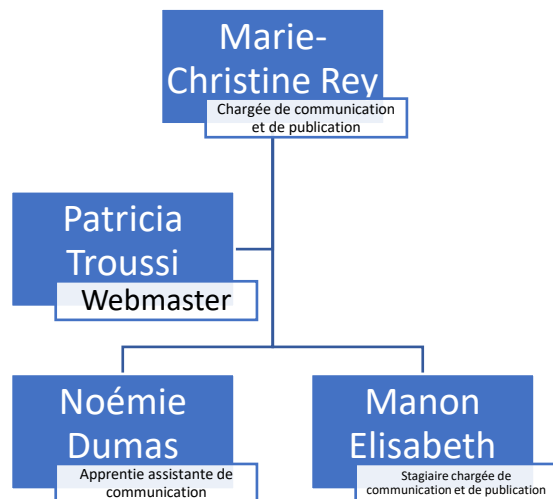 Marie-
Christine Rey
Chargée de communication
et de publication
Patricia
Troussi
Webmaster
Noémie
Dumas
Apprentie assistante de
communication
Manon
Elisabeth
Stagiaire chargée de
communication et de publication